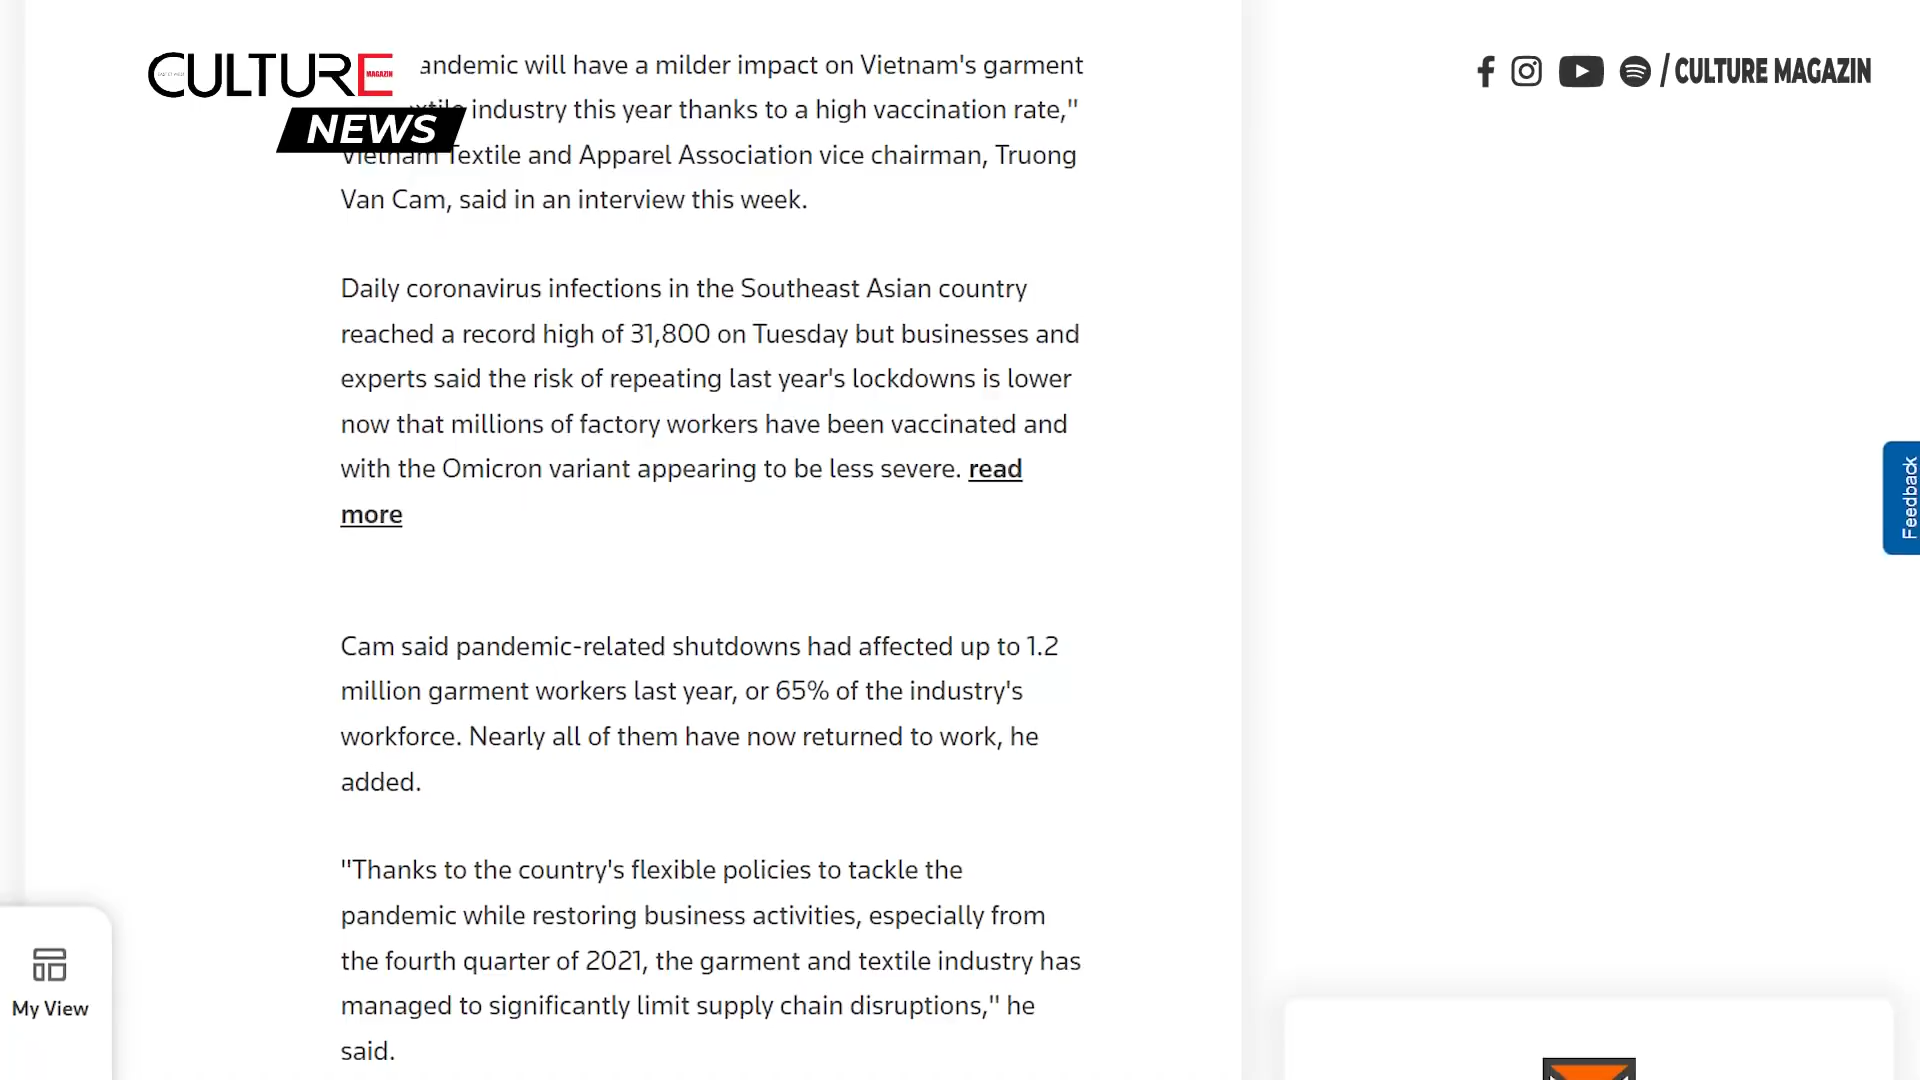 CULTURE
MAGAZIN
NEWS
/ CULTURE MAGAZIN
andemic will have a milder impact on Vietnam's garment
industry this year thanks to a high vaccination rate,"
Vietnam Textile and Apparel Association vice chairman, Truong
Van Cam, said in an interview this week.
Daily coronavirus infections in the Southeast Asian country
reached a record high of 31,800 on Tuesday but businesses and
experts said the risk of repeating last year's lockdowns is lower
now that millions of factory workers have been vaccinated and
with the Omicron variant appearing to be less severe. read
more
Cam said pandemic-related shutdowns had affected up to 1.2
million garment workers last year, or 65% of the industry's
workforce. Nearly all of them have now returned to work, he
added.
"Thanks to the country's flexible policies to tackle the
pandemic while restoring business activities, especially from
the fourth quarter of 2021, the garment and textile industry has
managed to significantly limit supply chain disruptions," he
said.
My View
Feedback